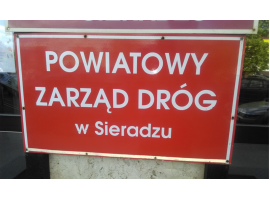 POWIATOWY
ZARZĄD DRÓG
w Sieradzu